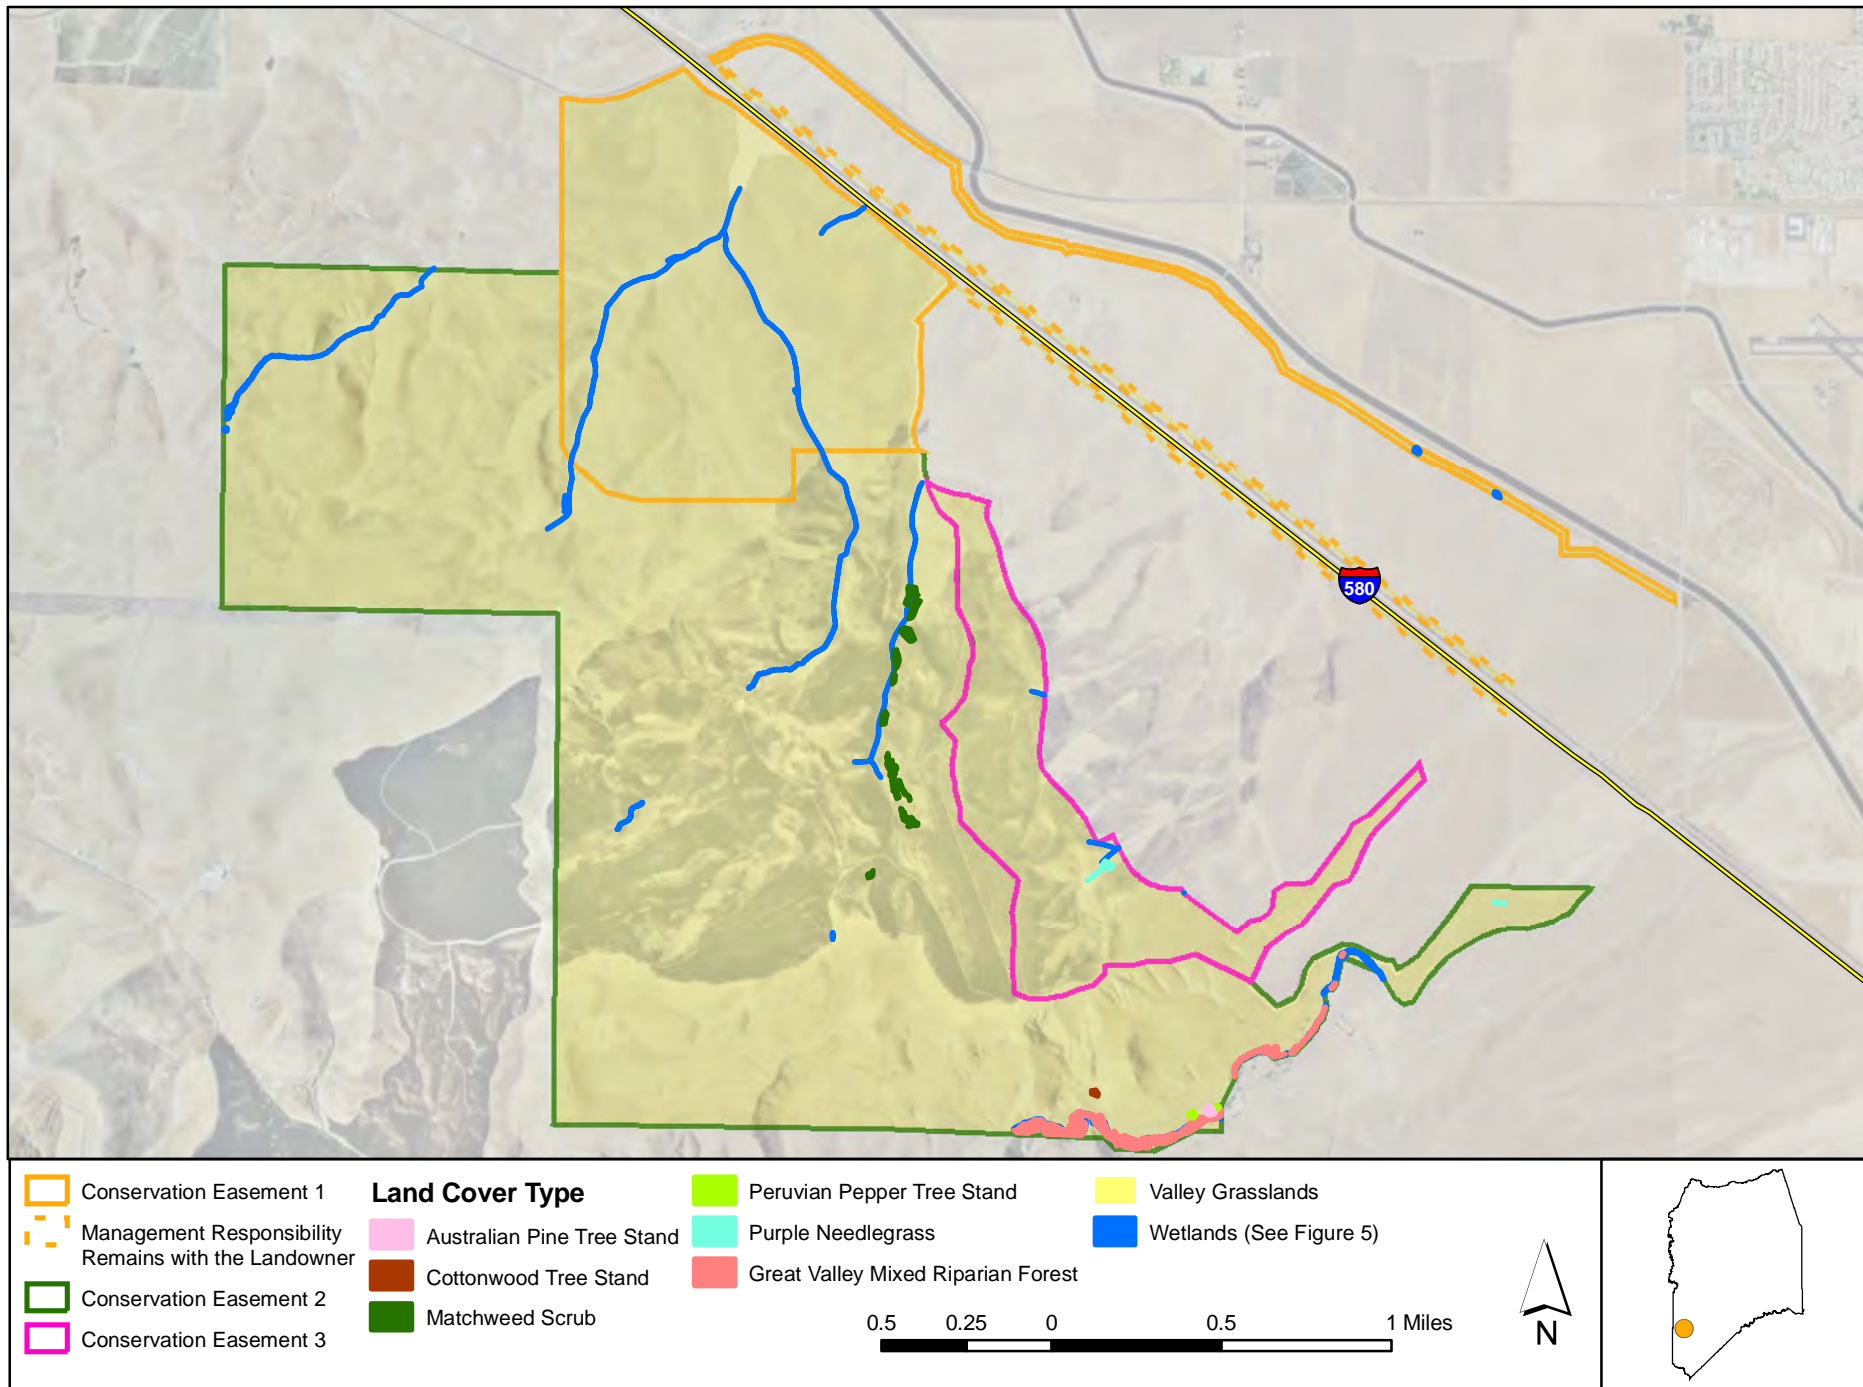 580
Conservation Easement 1
Management Responsibility
Remains with the Landowner
Conservation Easement 2
Conservation Easement 3
Land Cover Type
Australian Pine Tree Stand
Cottonwood Tree Stand
Matchweed Scrub
Peruvian Pepper Tree Stand
Purple Needlegrass
Great Valley Mixed Riparian Forest
Valley Grasslands
Wetlands (See Figure 5)
0.5 0.25 0 0.5 1 Miles
N